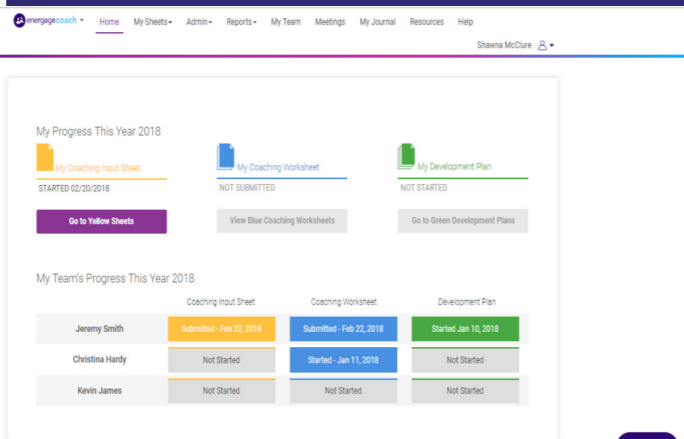 energagecoach Home My Sheets Admin Reports My Team Meetings My Journal Resources Help
Shawna McClure
My Progress This Year 2018
My Coaching Input Sheet My Coaching Worksheet My Development Plan
STARTED 02/20/2018 NOT SUBMITTED NOT STARTED
Go to Yellow Sheets View Blue Coaching Worksheets Go to Green Development Plans
My Team's Progress This Year 2018
Coaching Input Sheet Coaching Worksheet Development Plan
Jeremy Smith Submitted - Feb 22, 2018 Submitted - Feb 22, 2018 Started Jan 10, 2018
Christina Hardy Not Started Started - Jan 11, 2018 Not Started
Kevin James Not Started Not Started Not Started